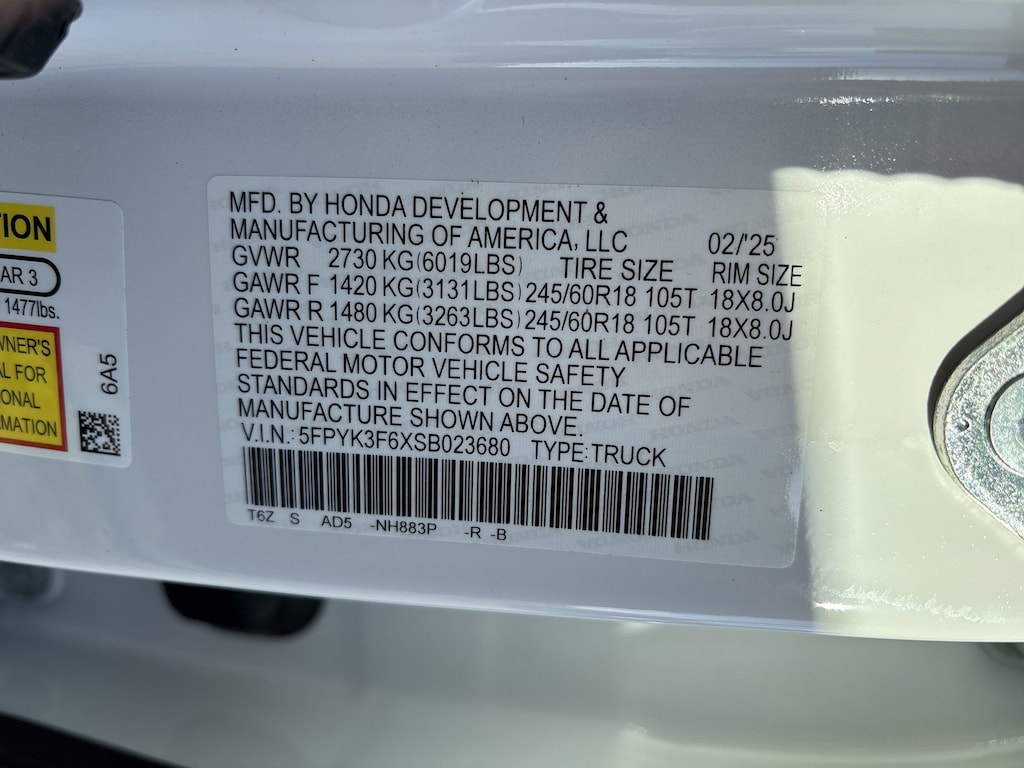 TION
AR 3
1477lbs.
WNER'S
AL FOR
ONAL
RMATION
6A5
MFD. BY HONDA DEVELOPMENT &
MANUFACTURING OF AMERICA, LLC 02/'25
GVWR 2730 KG(6019LBS) TIRE SIZE RIM SIZE
GAWR F 1420 KG(3131LBS) 245/60R18 105T 18X8.0J
GAWR R 1480 KG(3263LBS) 245/60R18 105T 18X8.0J
THIS VEHICLE CONFORMS TO ALL APPLICABLE
FEDERAL MOTOR VEHICLE SAFETY
STANDARDS IN EFFECT ON THE DATE OF
MANUFACTURE SHOWN ABOVE.
V.I.N.: 5FPYK3F6XSB023680 TYPE:TRUCK
T6Z S AD5 -NH883P -R -B